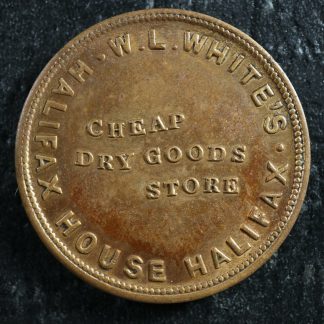 W.L.WHITE'S·
HALIFAX HOUSE HALIFAX·
CHEAP
DRY GOODS
STORE